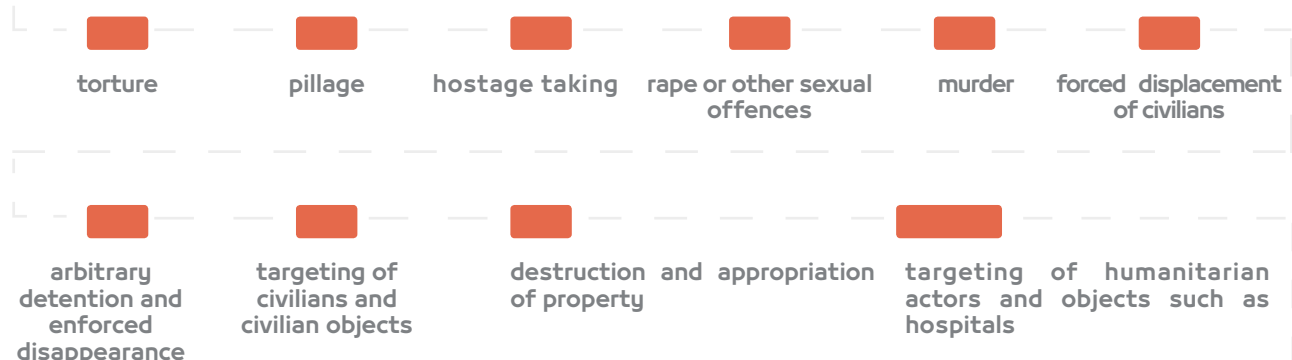 torture
pillage
hostage taking
rape or other sexual
offences
murder
forced displacement
of civilians
arbitrary
detention and
enforced
disappearance
targeting of
civilians and
civilian objects
destruction and appropriation
of property
targeting of humanitarian
actors and objects such as
hospitals